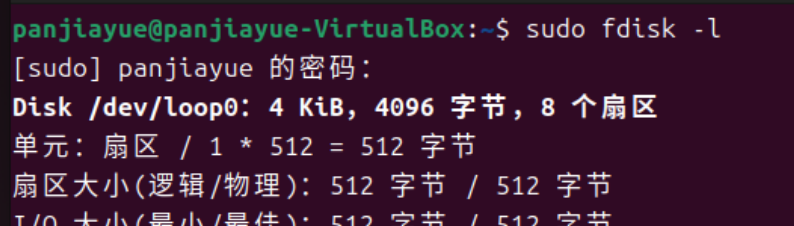 panjiayue@panjiayue-VirtualBox:~$ sudo fdisk -l
[sudo] panjiayue 的密码：
Disk /dev/loop0：4 KiB, 4096 字节，8 个扇区
单元：扇区 / 1 * 512 = 512 字节
扇区大小(逻辑/物理)：512 字节 / 512 字节
I/O 大小(最小/最佳)：512 字节 / 512 字节